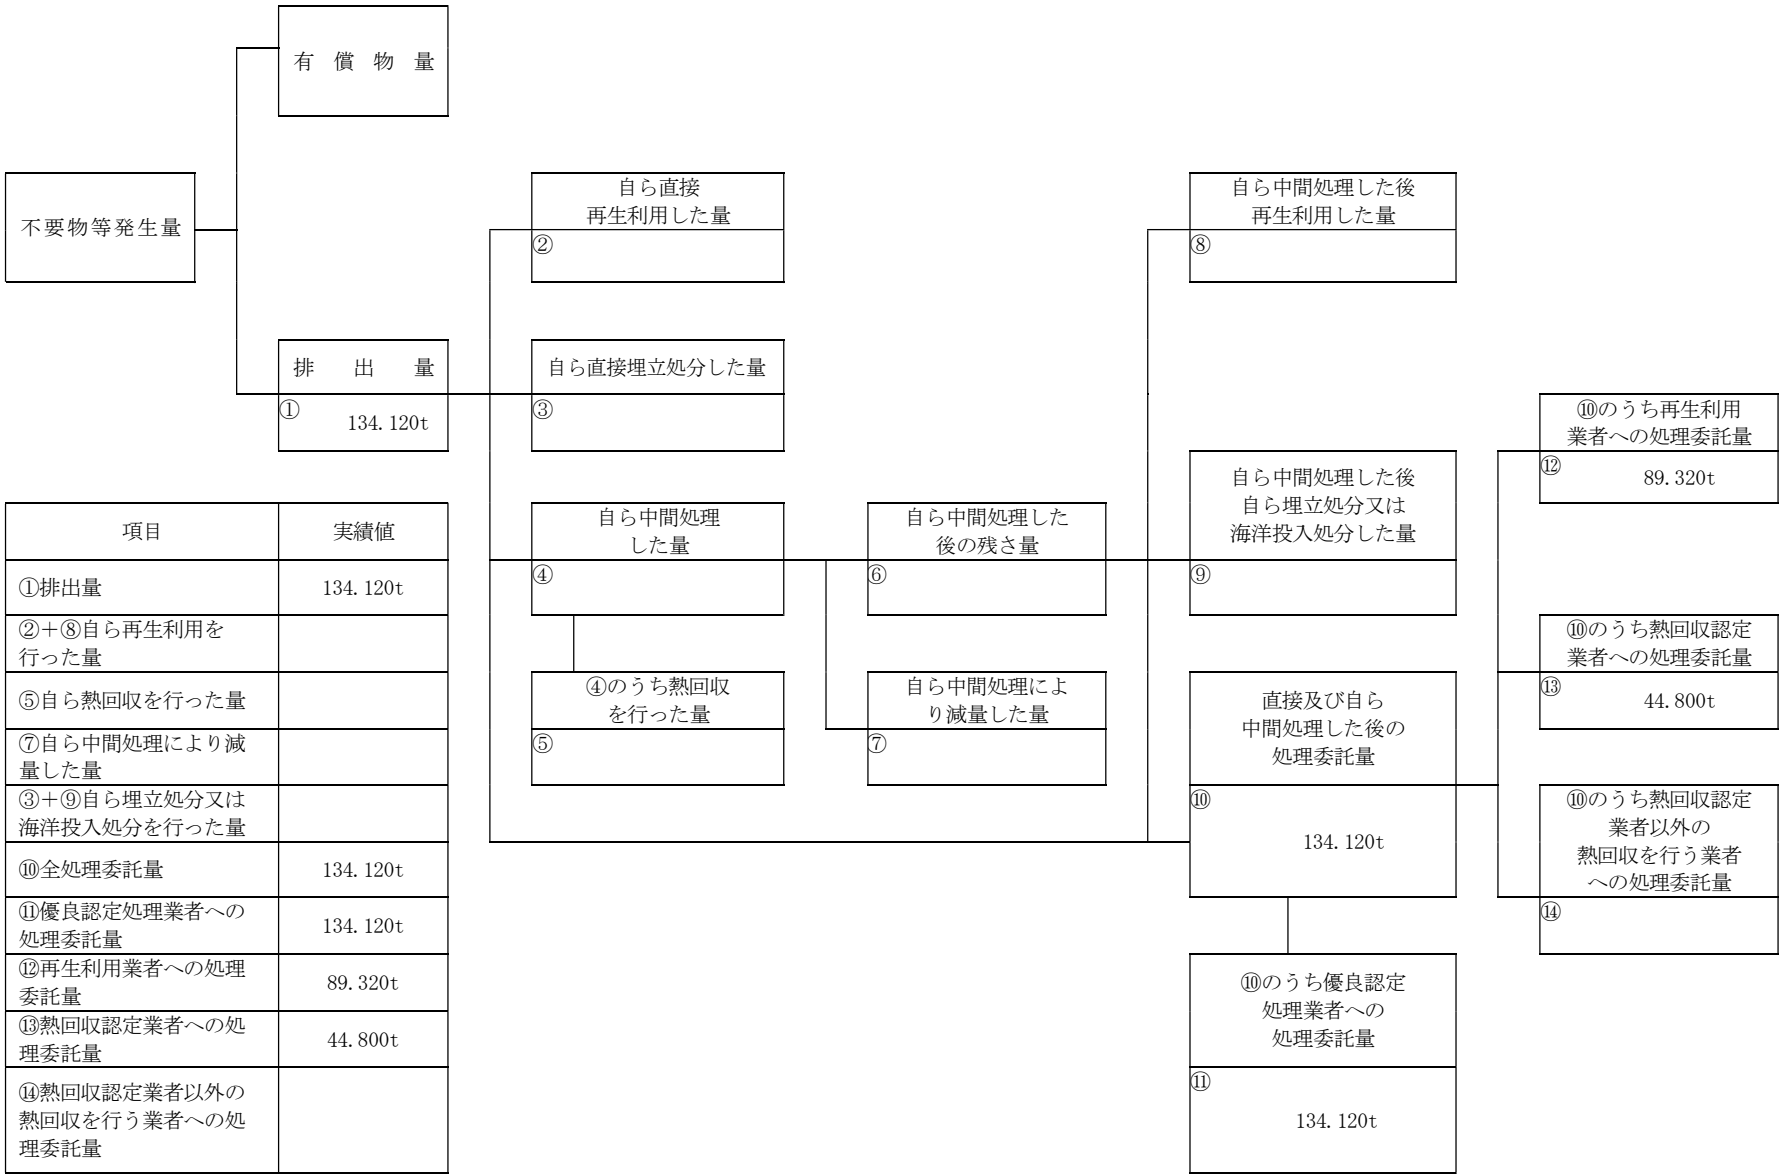 有償物量
不要物等発生量
自ら直接
再生利用した量
②
自ら中間処理した後
再生利用した量
⑧
排出量
① 134.120t
自ら直接埋立処分した量
③
⑩のうち再生利用
業者への処理委託量
⑫ 89.320t
自ら中間処理
した量
④
自ら中間処理した
後の残さ量
⑥
自ら中間処理した後
自ら埋立処分又は
海洋投入処分した量
⑨
⑩のうち熱回収認定
業者への処理委託量
⑬ 44.800t
④のうち熱回収
を行った量
⑤
自ら中間処理によ
り減量した量
⑦
直接及び自ら
中間処理した後の
処理委託量
⑩
134.120t
⑩のうち熱回収認定
業者以外の
熱回収を行う業者
への処理委託量
⑭
⑩のうち優良認定
処理業者への
処理委託量
⑪
134.120t
項目 実績値
①排出量 134.120t
②+⑧自ら再生利用を
行った量
⑤自ら熱回収を行った量
⑦自ら中間処理により減
量した量
③+⑨自ら埋立処分又は
海洋投入処分を行った量
⑩全処理委託量 134.120t
⑪優良認定処理業者への
処理委託量 134.120t
⑫再生利用業者への処理
委託量 89.320t
⑬熱回収認定業者への処
理委託量 44.800t
⑭熱回収認定業者以外の
熱回収を行う業者への処
理委託量